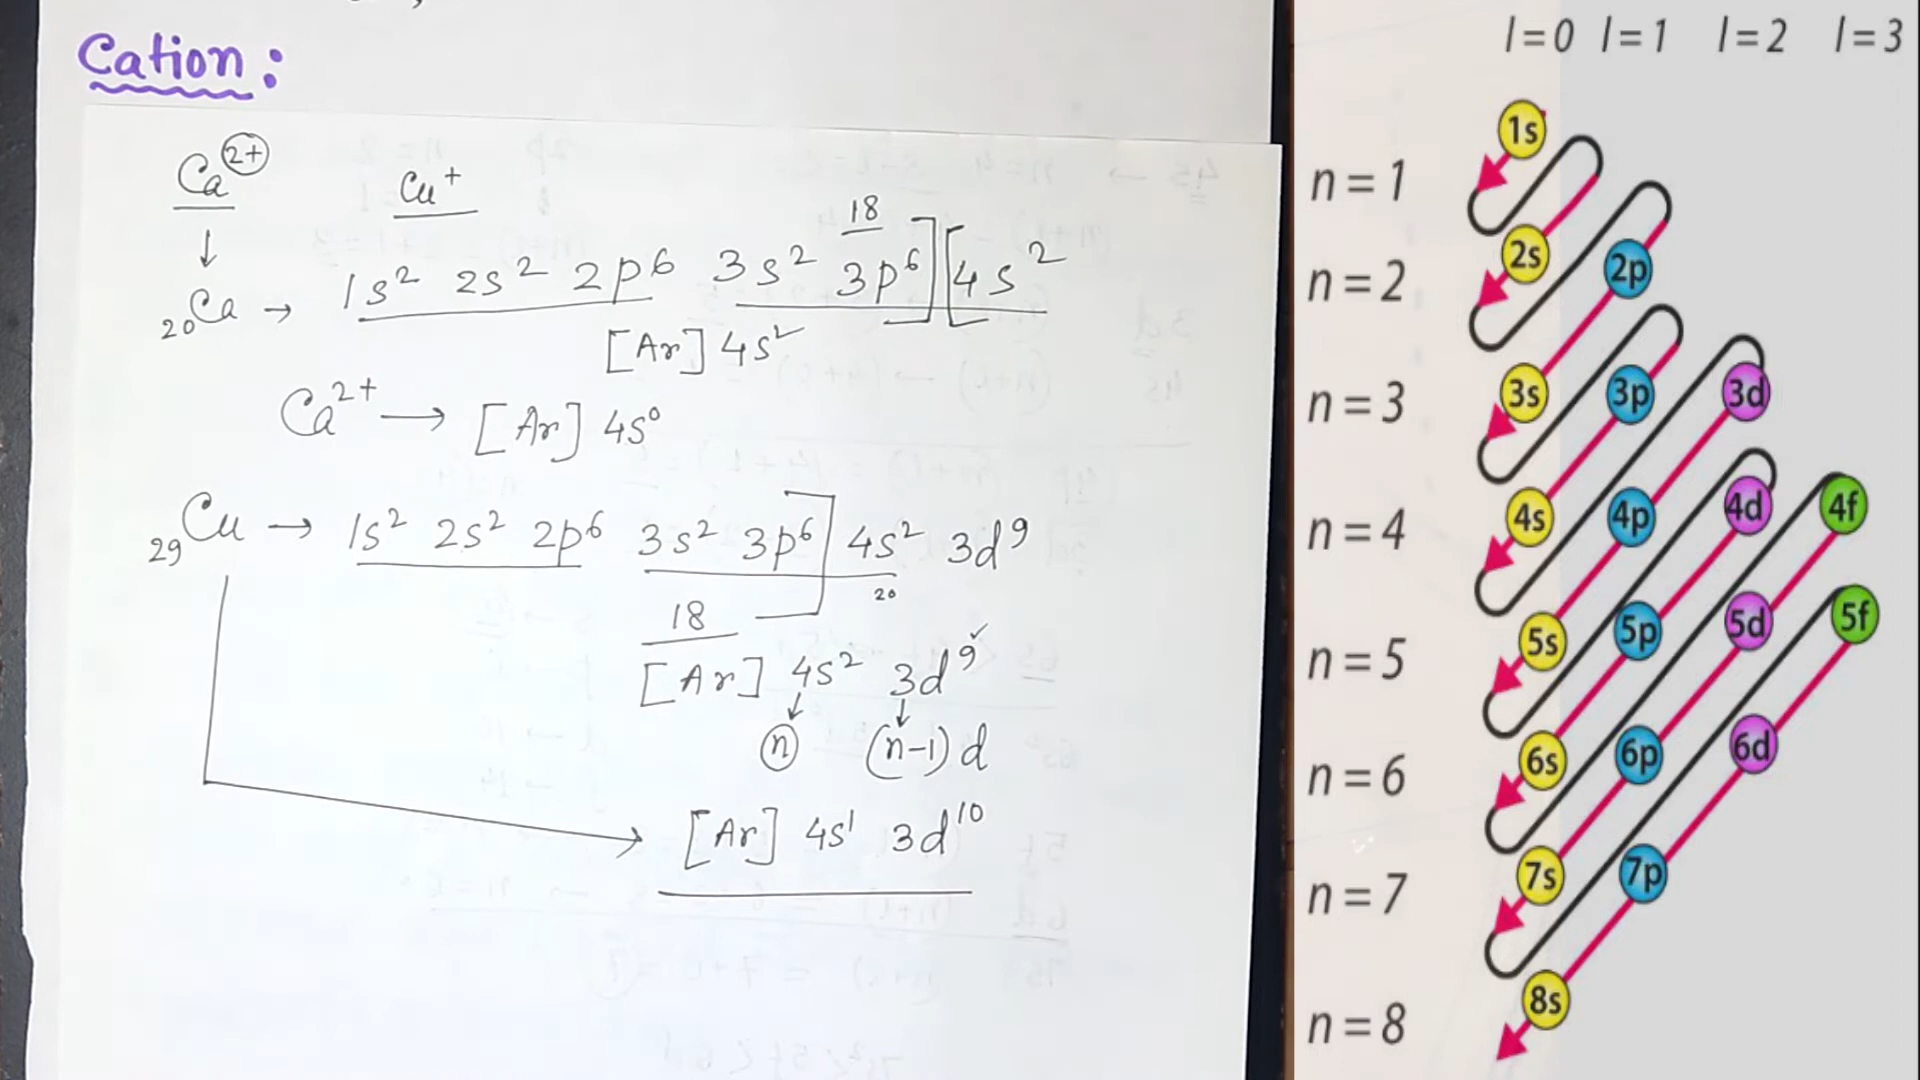 Cation :
Ca²⁺
Cu⁺
↓
18
₂₀Ca → 1s² 2s² 2p⁶ 3s² 3p⁶] [4s²
[Ar] 4s²
Ca²⁺ → [Ar] 4s⁰
₂₉Cu → 1s² 2s² 2p⁶ 3s² 3p⁶] 4s² 3d⁹
20
18
[Ar] 4s² 3d⁹ ✓
↓ ↓
n (n-1)d
→ [Ar] 4s¹ 3d¹⁰
l=0 l=1 l=2 l=3
1s
n=1
2s 2p
n=2
3s 3p 3d
n=3
4s 4p 4d 4f
n=4
5s 5p 5d 5f
n=5
6s 6p 6d
n=6
7s 7p
n=7
8s
n=8